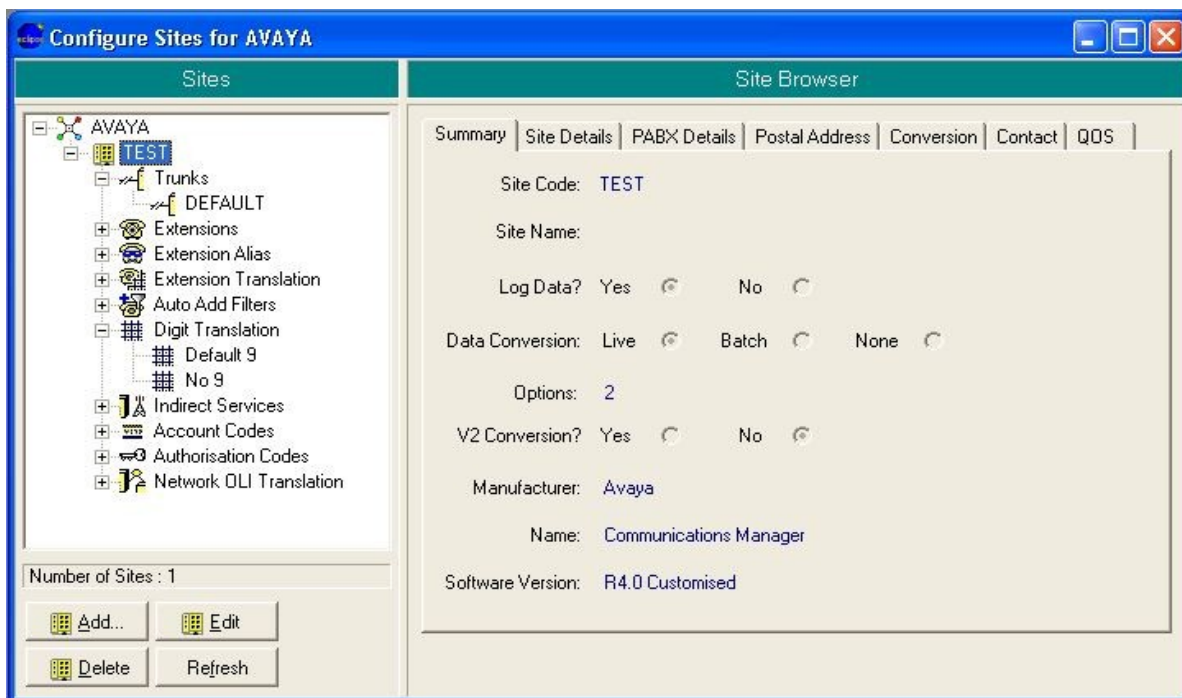 Configure Sites for AVAYA
Sites
Site Browser
AVAYA
TEST
Trunks
DEFAULT
Extensions
Extension Alias
Extension Translation
Auto Add Filters
Digit Translation
Default 9
No 9
Indirect Services
Account Codes
Authorisation Codes
Network OLI Translation
Number of Sites : 1
Add... Edit
Delete Refresh
Summary Site Details PABX Details Postal Address Conversion Contact QOS
Site Code: TEST
Site Name:
Log Data? Yes No
Data Conversion: Live Batch None
Options: 2
V2 Conversion? Yes No
Manufacturer: Avaya
Name: Communications Manager
Software Version: R4.0 Customised